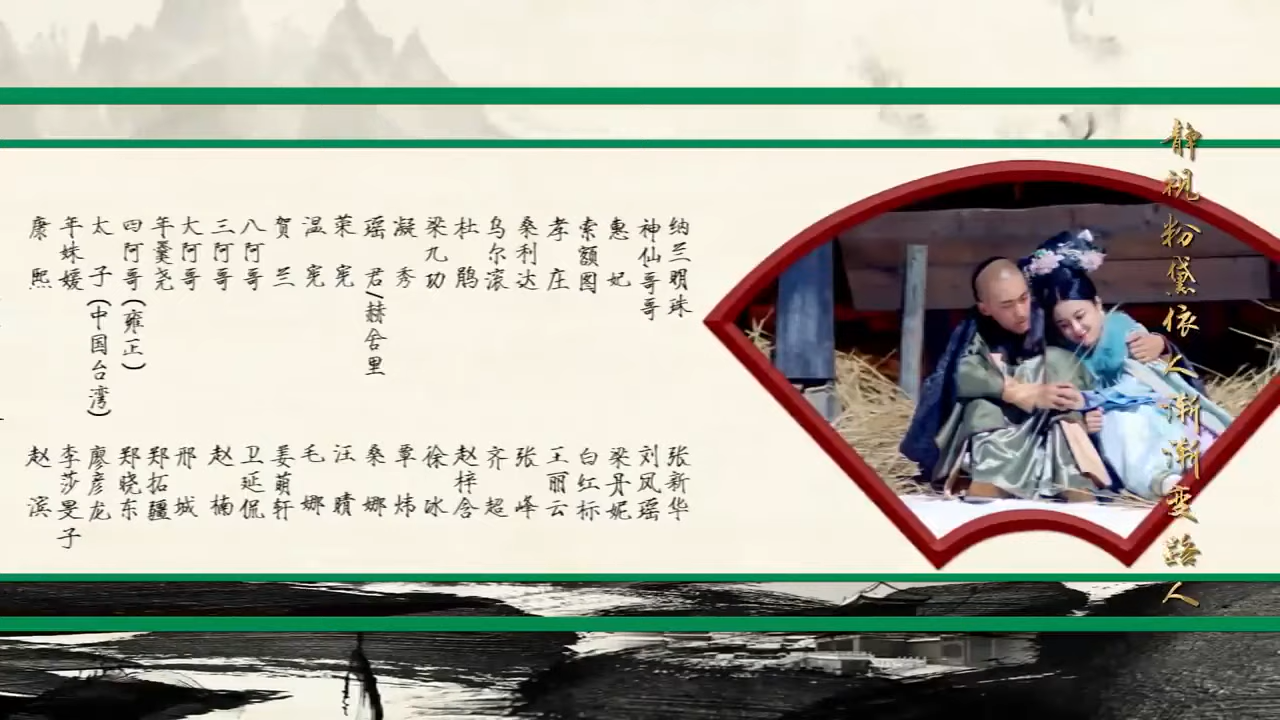 康熙 赵滨
年妹媛 李莎旻子
太子(中国台湾) 廖彦龙
四阿哥(雍正) 郑晓东
年羹尧 郑拓疆
大阿哥 邢城
三阿哥 赵楠
八阿哥 卫延侃
贺兰 姜萌轩
温宪 毛娜
荣宪 汪晴
瑶君/赫舍里 桑娜
凝秀 覃炜
梁九功 徐冰
杜鹃 赵梓含
乌尔滚 齐超
桑利达 张峰
孝庄 王丽云
索额图 白红标
惠妃 梁丹妮
神仙哥哥 刘风瑶
纳兰明珠 张新华
静视粉黛依人渐渐变路人